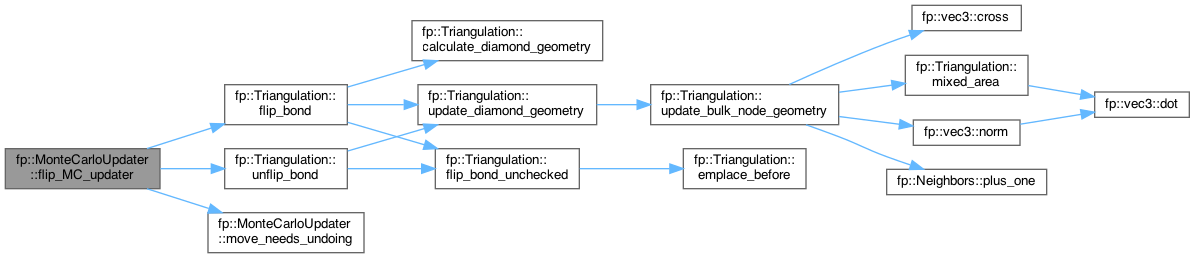 fp::MonteCarloUpdater
::flip_MC_updater
fp::Triangulation::
flip_bond
fp::Triangulation::
unflip_bond
fp::MonteCarloUpdater
::move_needs_undoing
fp::Triangulation::
calculate_diamond_geometry
fp::Triangulation::
update_diamond_geometry
fp::Triangulation::
flip_bond_unchecked
fp::Triangulation::
update_bulk_node_geometry
fp::Triangulation::
emplace_before
fp::vec3::cross
fp::Triangulation::
mixed_area
fp::vec3::norm
fp::Neighbors::plus_one
fp::vec3::dot